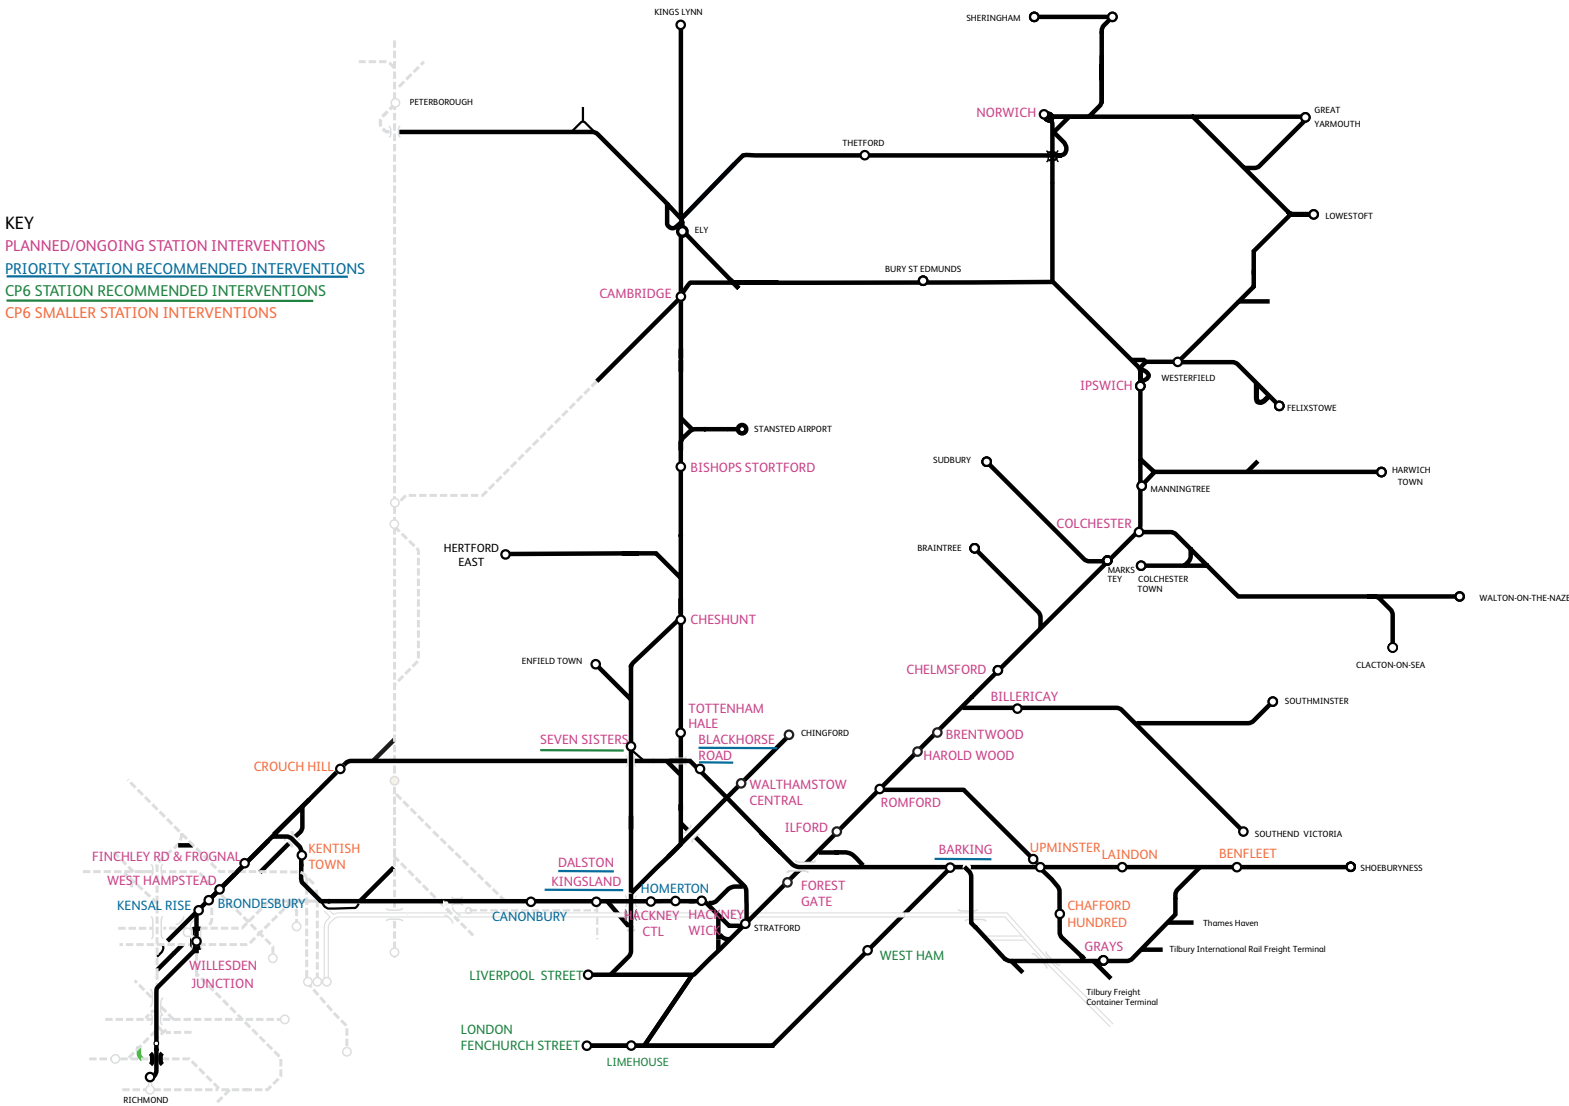 KINGS LYNN
SHERINGHAM
PETERBOROUGH
NORWICH
GREAT
YARMOUTH
THETFORD
KEY
PLANNED/ONGOING STATION INTERVENTIONS
PRIORITY STATION RECOMMENDED INTERVENTIONS
CP6 STATION RECOMMENDED INTERVENTIONS
CP6 SMALLER STATION INTERVENTIONS
LOWESTOFT
ELY
BURY ST EDMUNDS
CAMBRIDGE
WESTERFIELD
IPSWICH
FELIXSTOWE
STANSTED AIRPORT
BISHOPS STORTFORD
SUDBURY
HARWICH
TOWN
MANNINGTREE
COLCHESTER
HERTFORD
EAST
BRAINTREE
MARKS
TEY
COLCHESTER
TOWN
WALTON-ON-THE-NAZE
CHESHUNT
ENFIELD TOWN
CLACTON-ON-SEA
CHELMSFORD
BILLERICAY
SOUTHMINSTER
TOTTENHAM
HALE
BLACKHORSE
ROAD
SEVEN SISTERS
CHINGFORD
BRENTWOOD
HAROLD WOOD
CROUCH HILL
WALTHAMSTOW
CENTRAL
ROMFORD
ILFORD
SOUTHEND VICTORIA
FINCHLEY RD & FROGNAL
KENTISH
TOWN
DALSTON
KINGSLAND
BARKING
UPMINSTER
LAINDON
BENFLEET
SHOEBURYNESS
WEST HAMPSTEAD
HOMERTON
FOREST
GATE
KENSAL RISE
BRONDESBURY
CANONBURY
HACKNEY
CTL
HACKNEY
WICK
STRATFORD
CHAFFORD
HUNDRED
Thames Haven
GRAYS
Tilbury International Rail Freight Terminal
WEST HAM
WILLESDEN
JUNCTION
LIVERPOOL STREET
Tilbury Freight
Container Terminal
LONDON
FENCHURCH STREET
LIMEHOUSE
RICHMOND